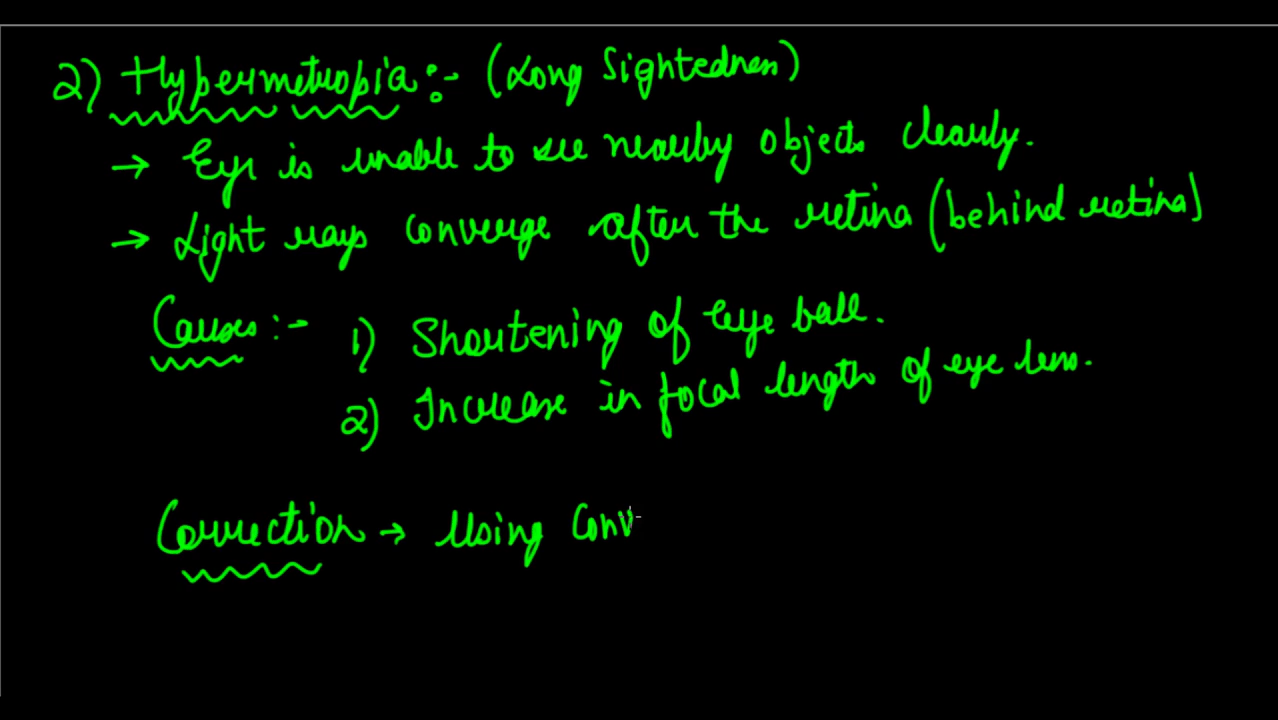 2) Hypermetropia :- (Long Sightedness)
→ Eye is unable to see nearby objects clearly.
→ Light rays converge after the retina (behind retina)
Causes :- 1) Shortening of eye ball.
2) Increase in focal length of eye lens.
Correction → Using Conv